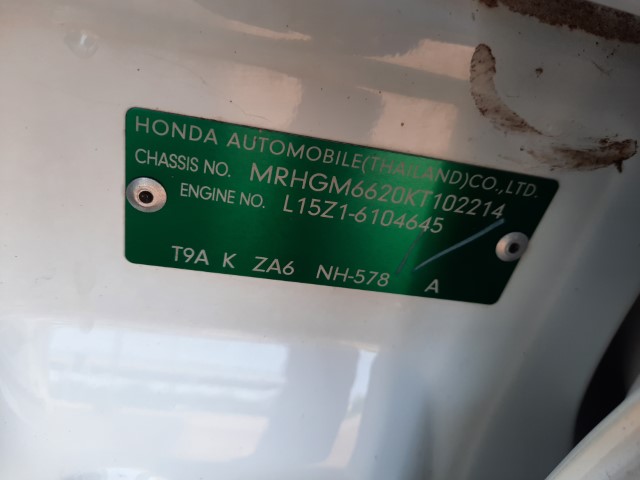 HONDA AUTOMOBILE(THAILAND)CO.,LTD.
CHASSIS NO. MRHGM6620KT102214
ENGINE NO. L15Z1-6104645
T9A K ZA6 NH-578 A